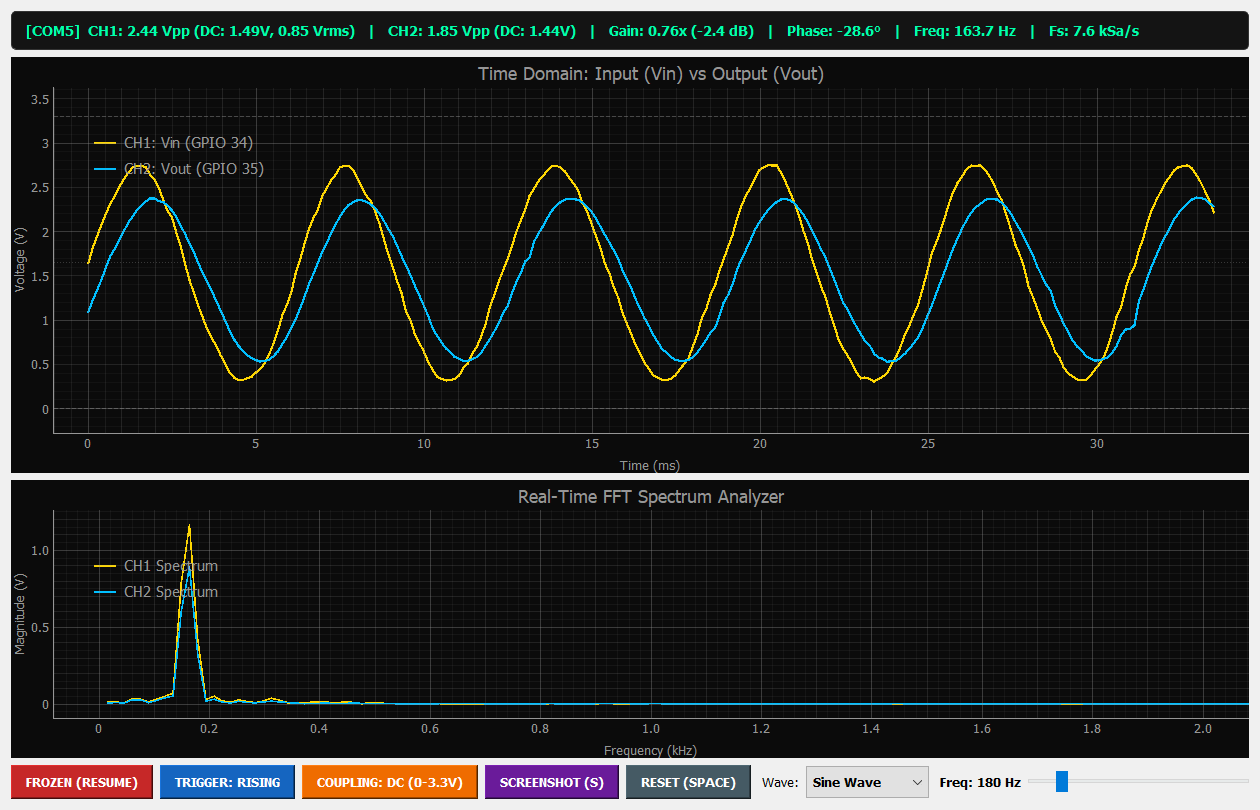 [COM5] CH1: 2.44 Vpp (DC: 1.49V, 0.85 Vrms) | CH2: 1.85 Vpp (DC: 1.44V) | Gain: 0.76x (-2.4 dB) | Phase: -28.6º | Freq: 163.7 Hz | Fs: 7.6 kSa/s
Time Domain: Input (Vin) vs Output (Vout)
3.5
3
2.5
2
1.5
1
0.5
0
Voltage (V)
CH1: Vin (GPIO 34)
CH2: Vout (GPIO 35)
0 5 10 15 20 25 30
Time (ms)
Real-Time FFT Spectrum Analyzer
1.0
0.5
0
Magnitude (V)
CH1 Spectrum
CH2 Spectrum
0 0.2 0.4 0.6 0.8 1.0 1.2 1.4 1.6 1.8 2.0
Frequency (kHz)
FROZEN (RESUME) TRIGGER: RISING COUPLING: DC (0-3.3V) SCREENSHOT (S) RESET (SPACE) Wave: Sine Wave Freq: 180 Hz